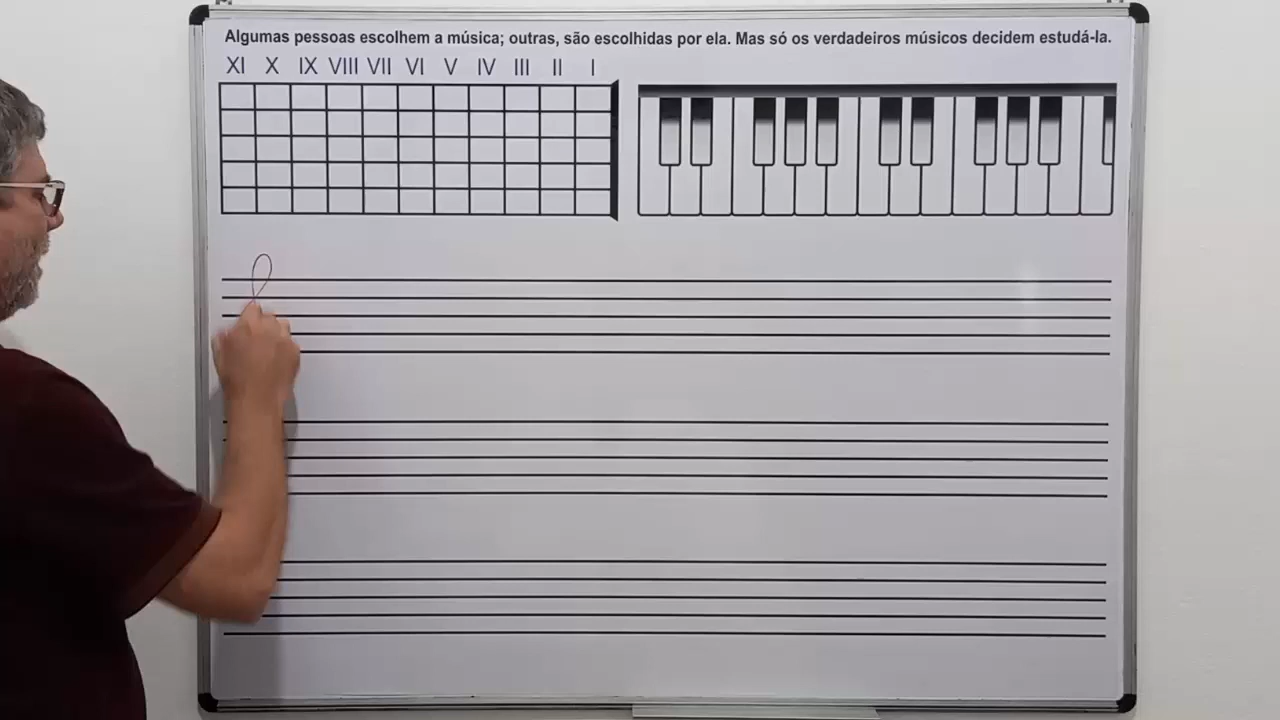 Algumas pessoas escolhem a música; outras, são escolhidas por ela. Mas só os verdadeiros músicos decidem estudá-la.
XI X IX VIII VII VI V IV III II I